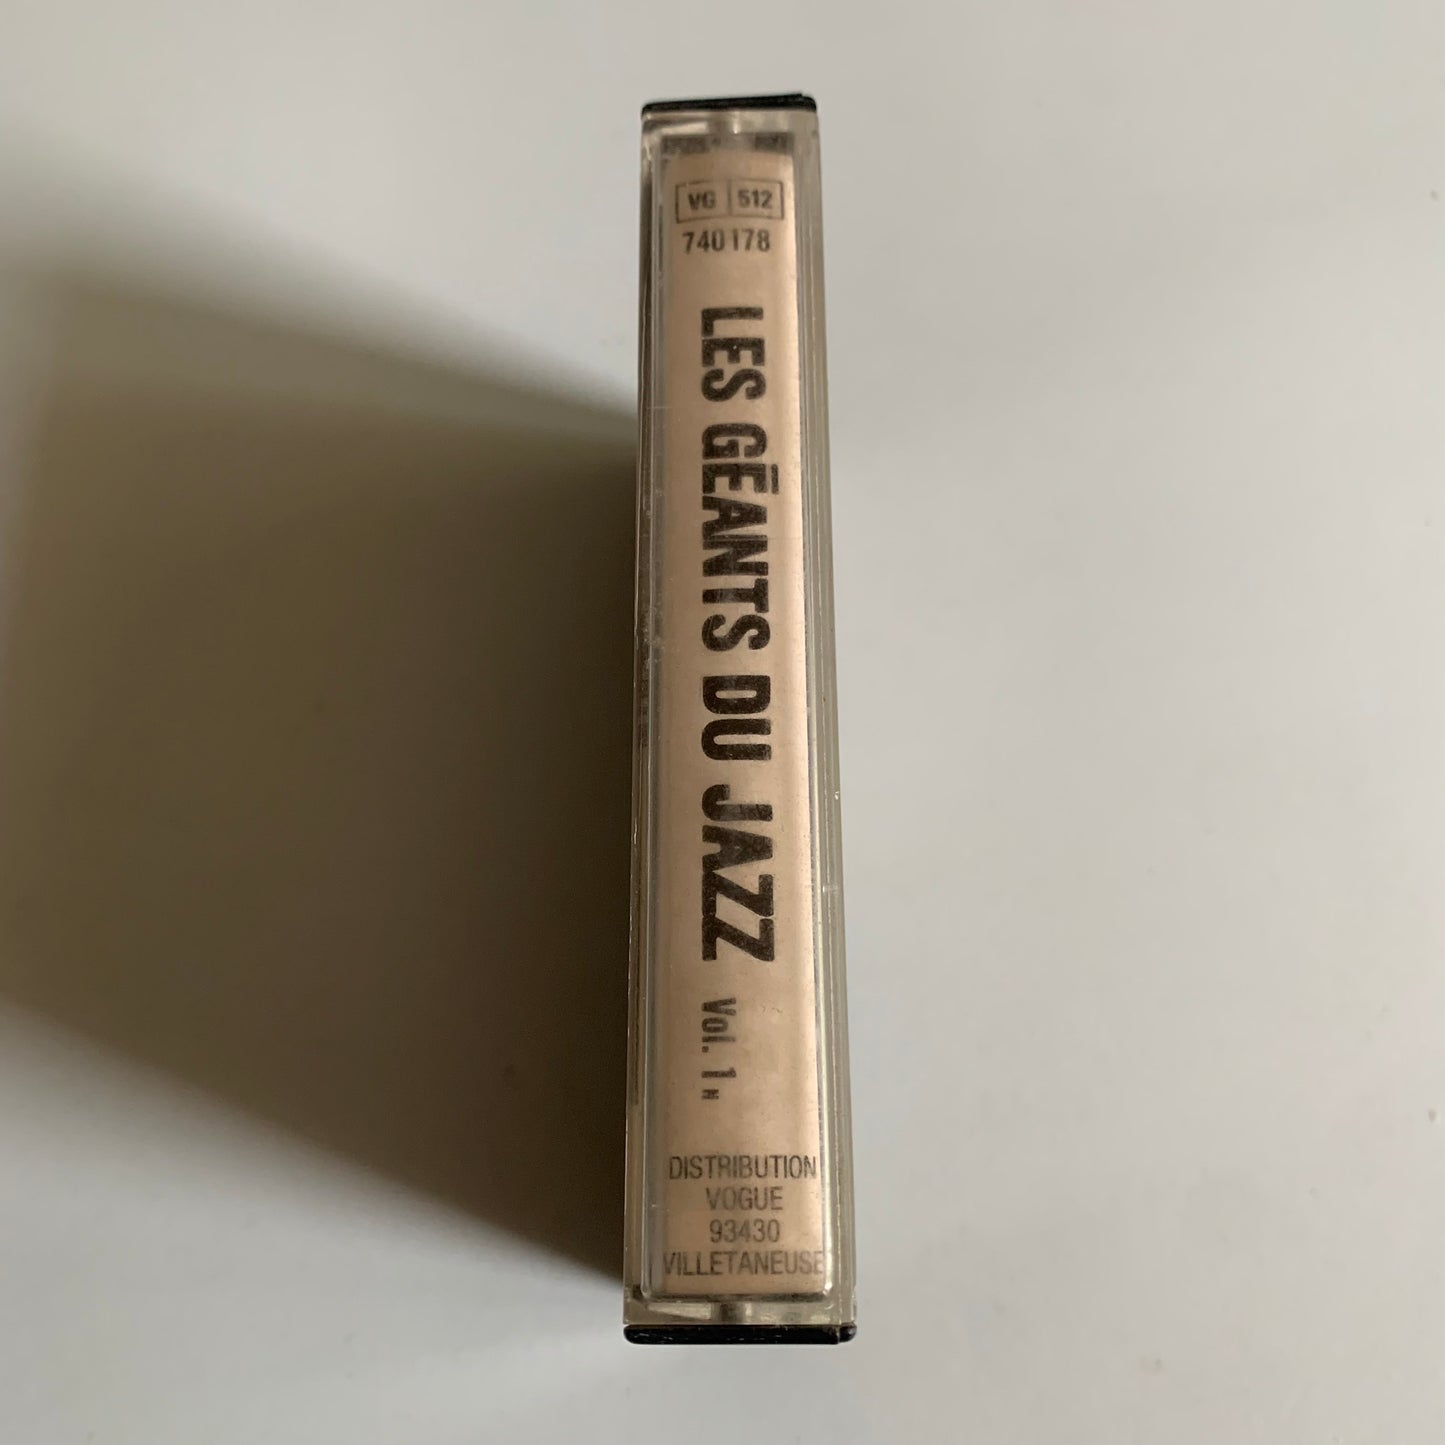 VG 512
740178
LES GÉANTS DU JAZZ Vol. 1 N
DISTRIBUTION
VOGUE
93430
VILLETANEUSE